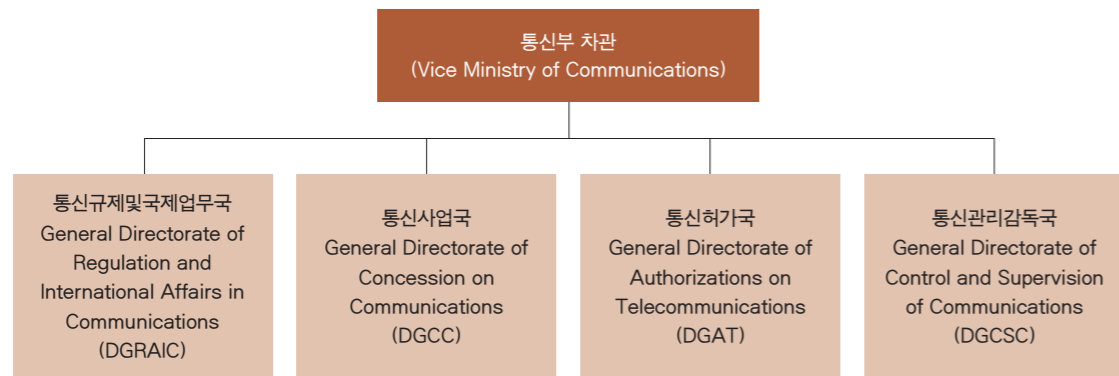 통신부 차관
(Vice Ministry of Communications)
통신규제및국제업무국
General Directorate of
Regulation and
International Affairs in
Communications
(DGRAIC)
통신사업국
General Directorate of
Concession on
Communications
(DGCC)
통신허가국
General Directorate of
Authorizations on
Telecommunications
(DGAT)
통신관리감독국
General Directorate of
Control and Supervision
of Communications
(DGCSC)